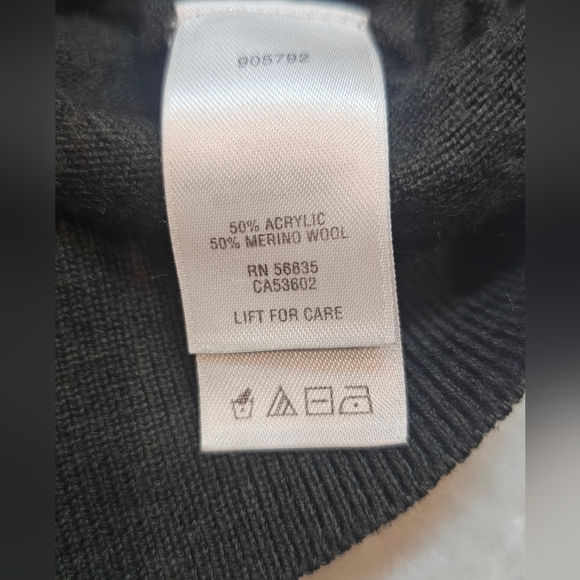 905792
50% ACRYLIC
50% MERINO WOOL
RN 56835
CA53602
LIFT FOR CARE